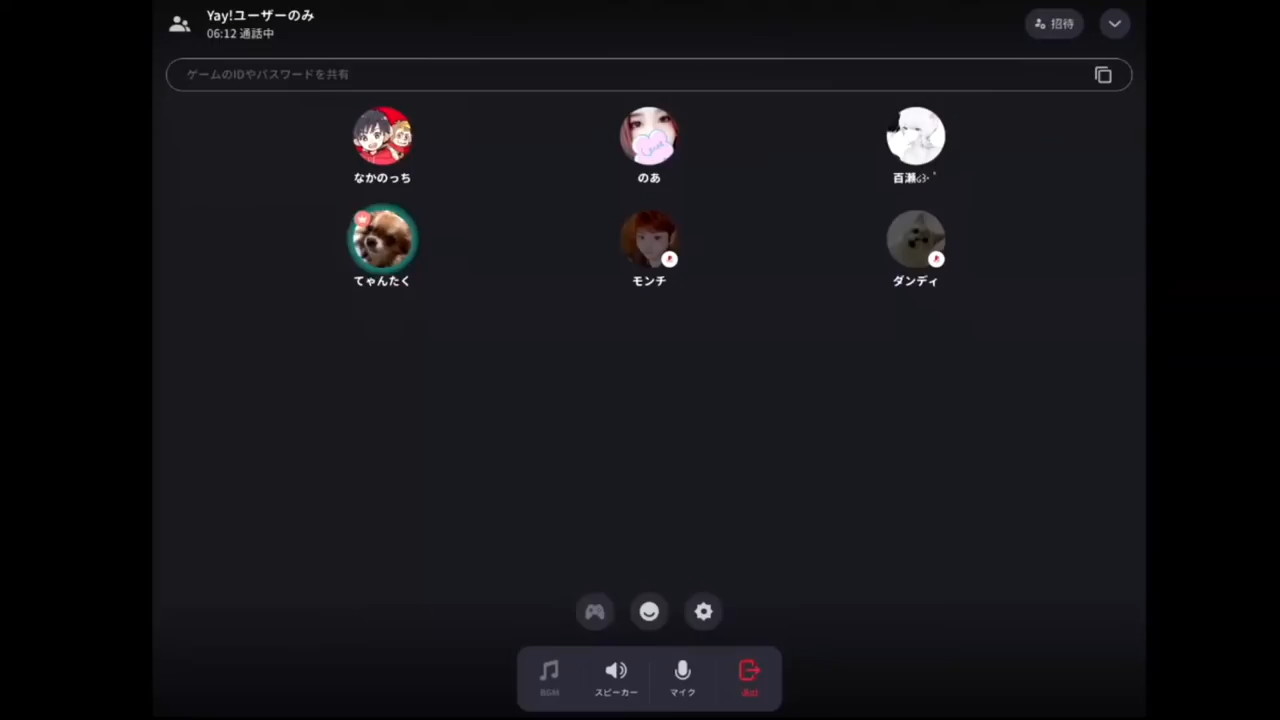 Yay!ユーザーのみ
06:12 通話中
招待
ゲームのIDやパスワードを共有
なかのっち
のあ
百瀬
てゃんたく
モンチ
ダンディ
BGM
スピーカー
マイク
退出